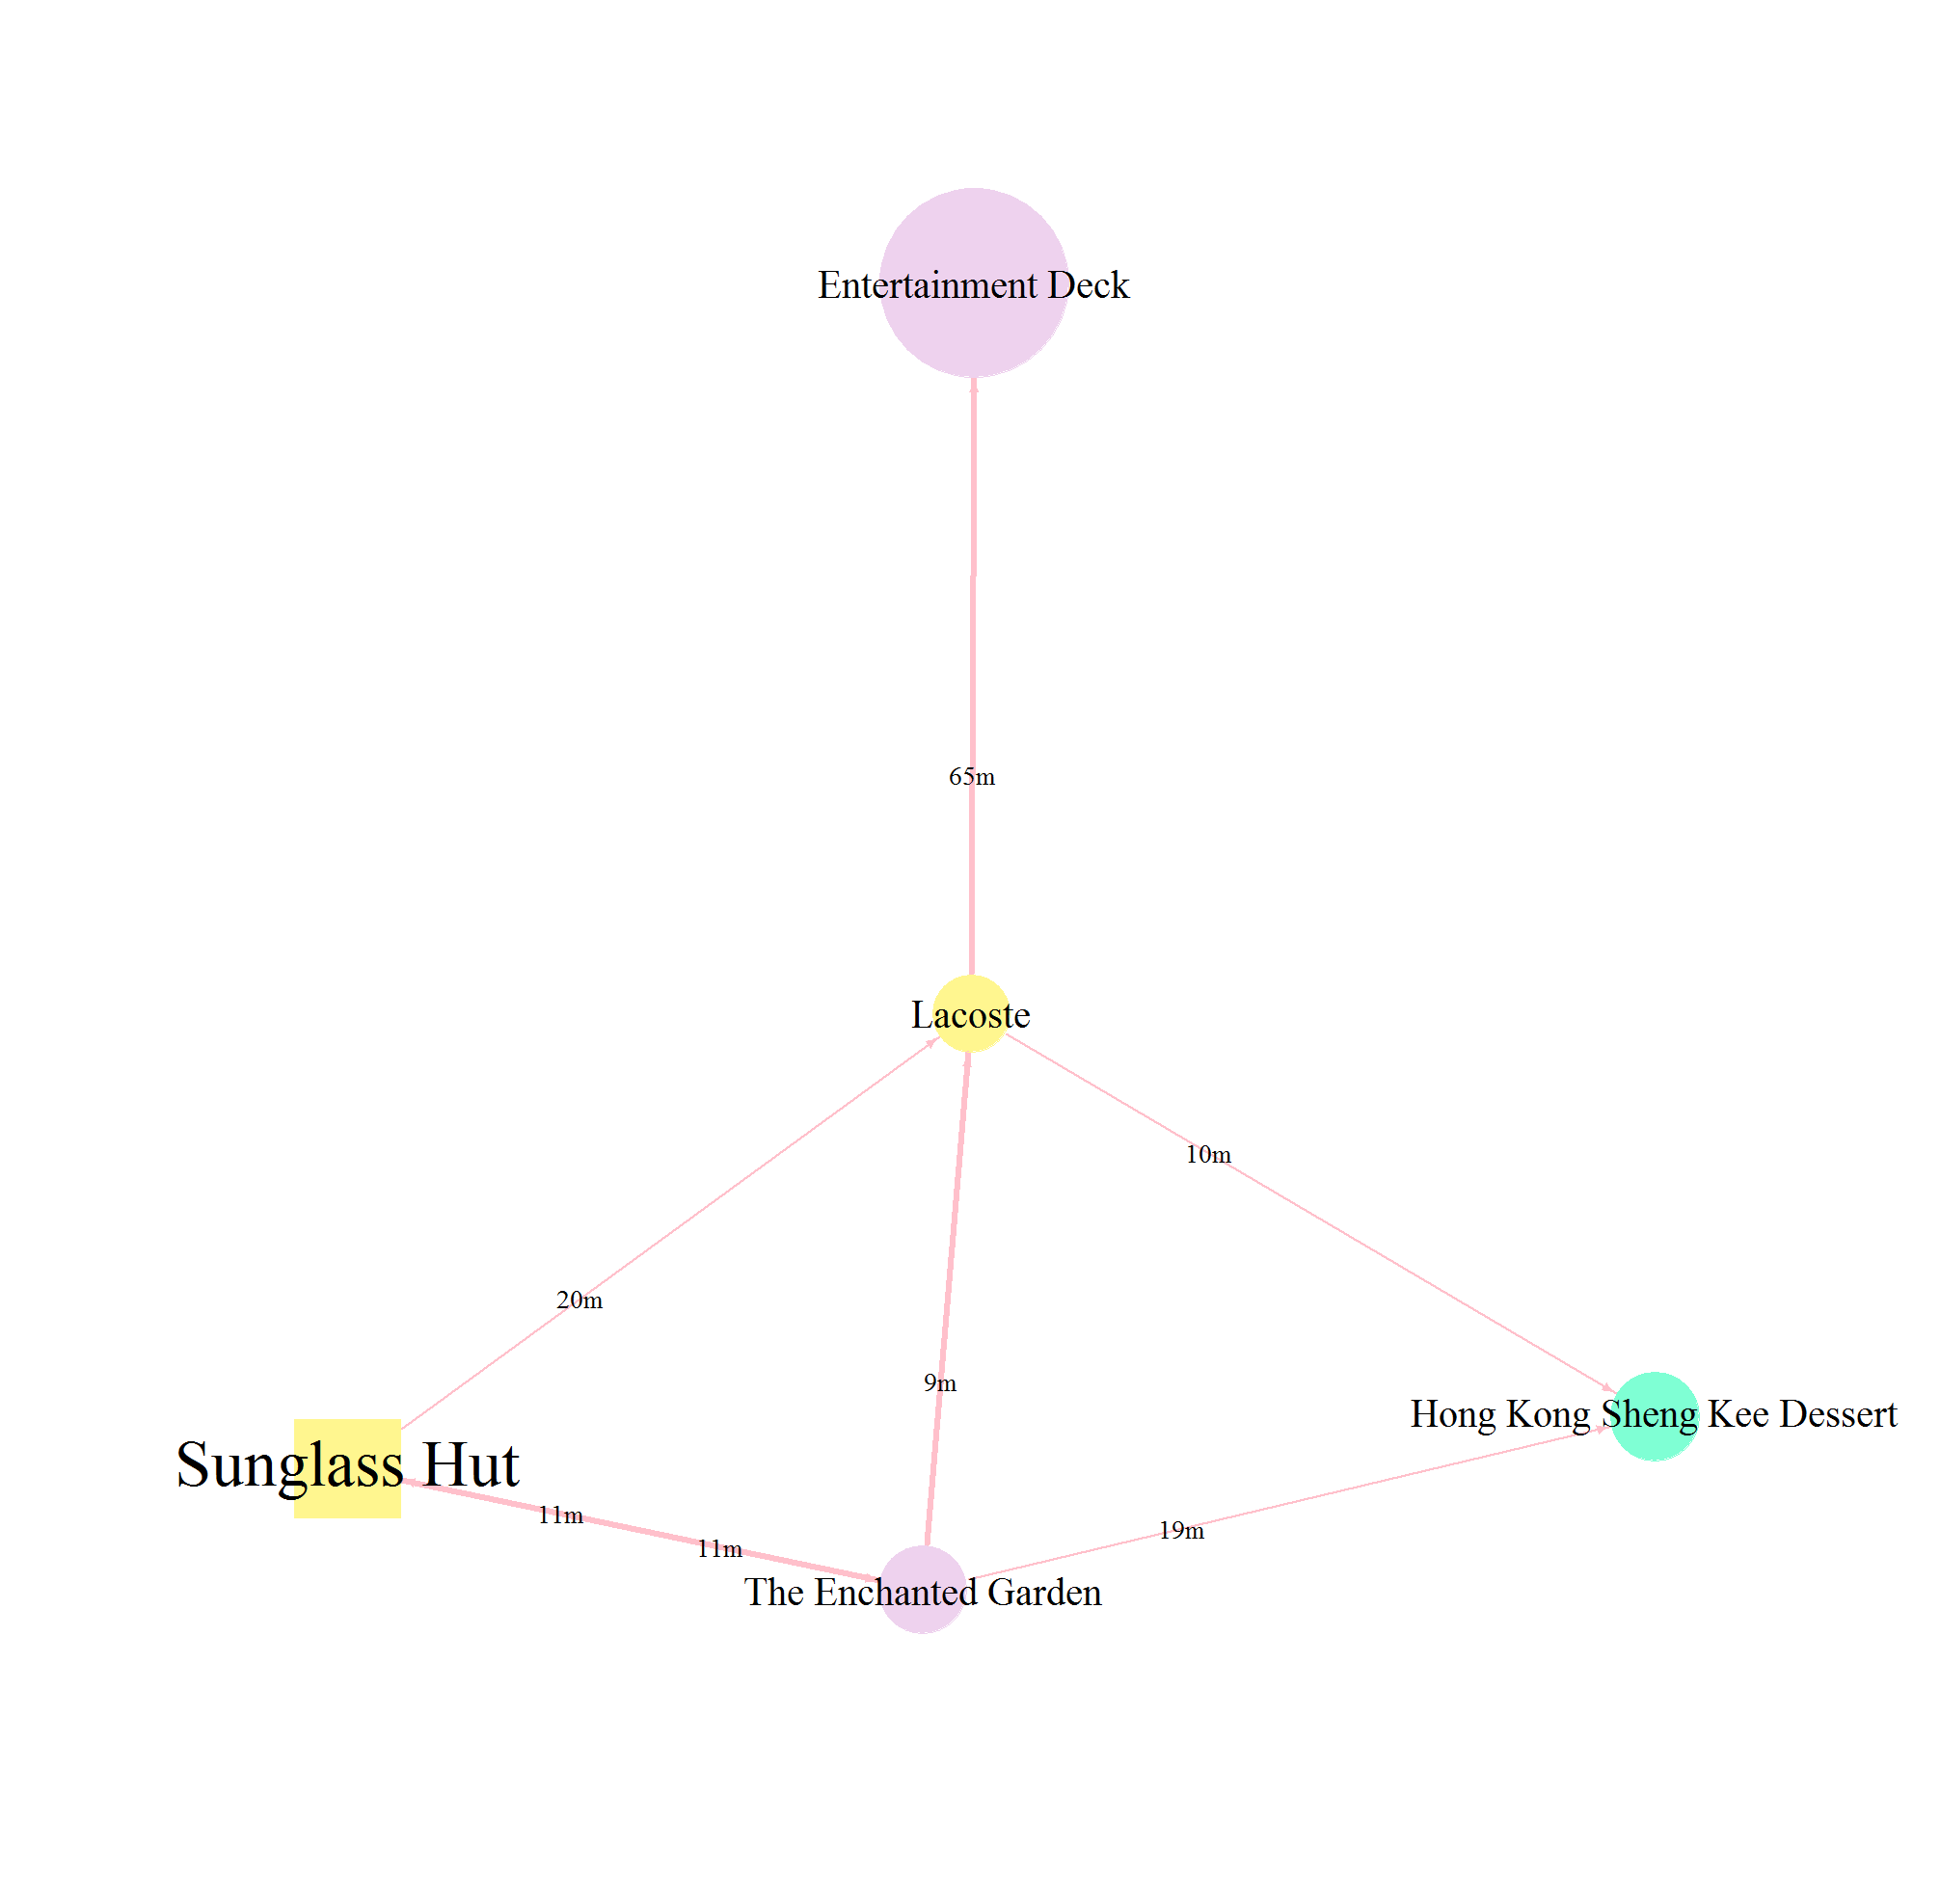 Entertainment Deck
65m
Lacoste
10m
20m
9m
Hong Kong Sheng Kee Dessert
Sunglass Hut
11m
19m
11m
The Enchanted Garden